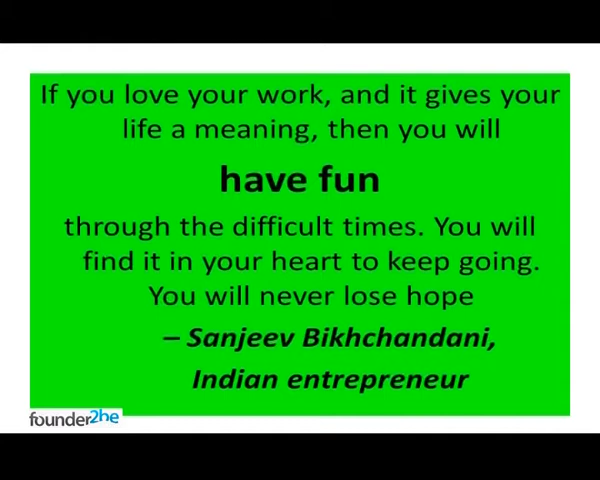 If you love your work, and it gives your
life a meaning, then you will
have fun
through the difficult times. You will
find it in your heart to keep going.
You will never lose hope
– Sanjeev Bikhchandani,
Indian entrepreneur
founder2be